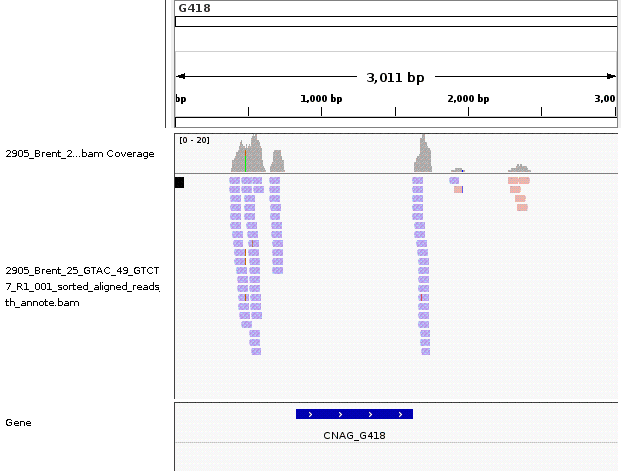 G418
3,011 bp
bp 1,000 bp 2,000 bp 3,00
[0 - 20]
2905_Brent_2...bam Coverage
2905_Brent_25_GTAC_49_GTCT
7_R1_001_sorted_aligned_reads_
th_annote.bam
Gene
CNAG_G418